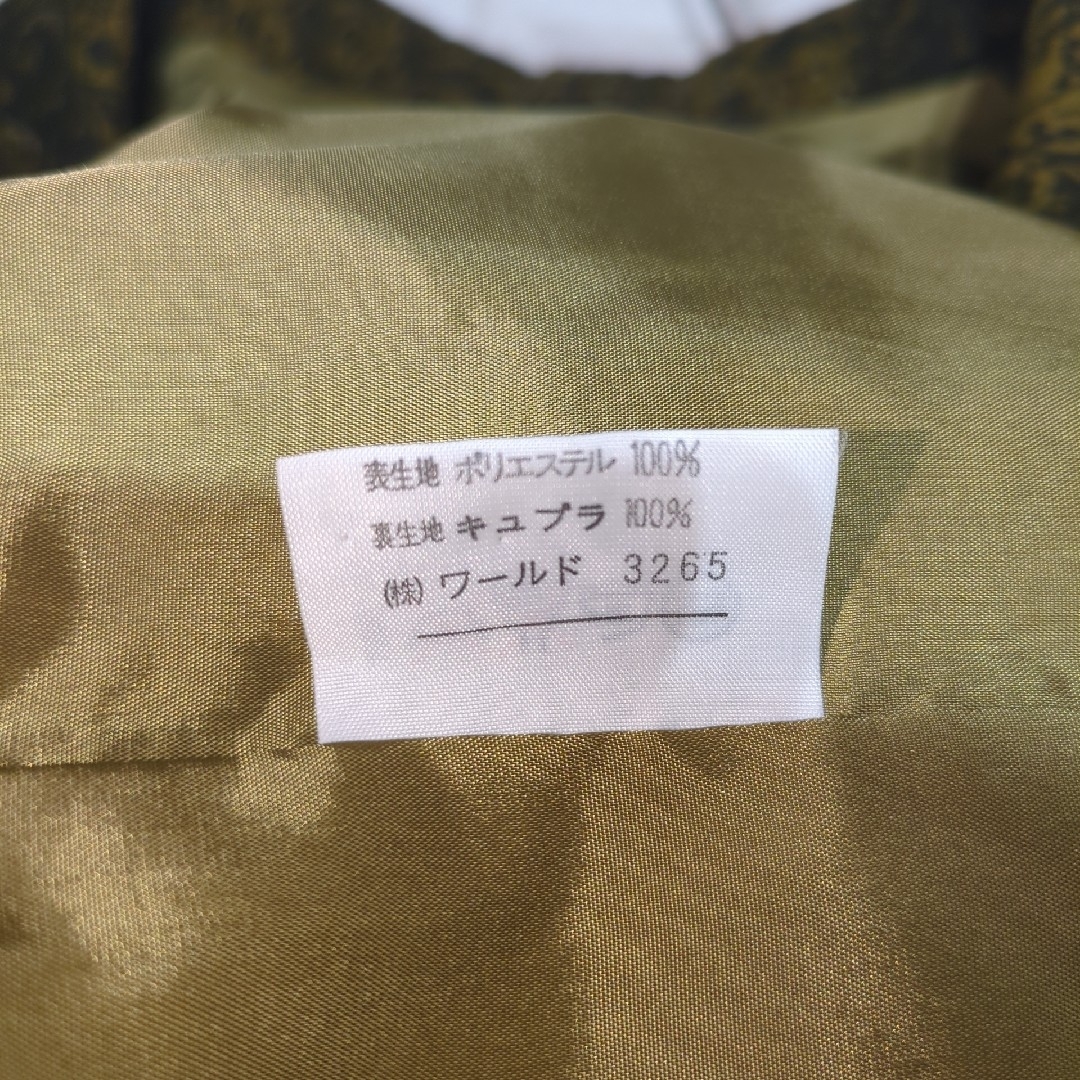 表生地 ポリエステル 100%
裏生地 キュプラ 100%
(株) ワールド 3265